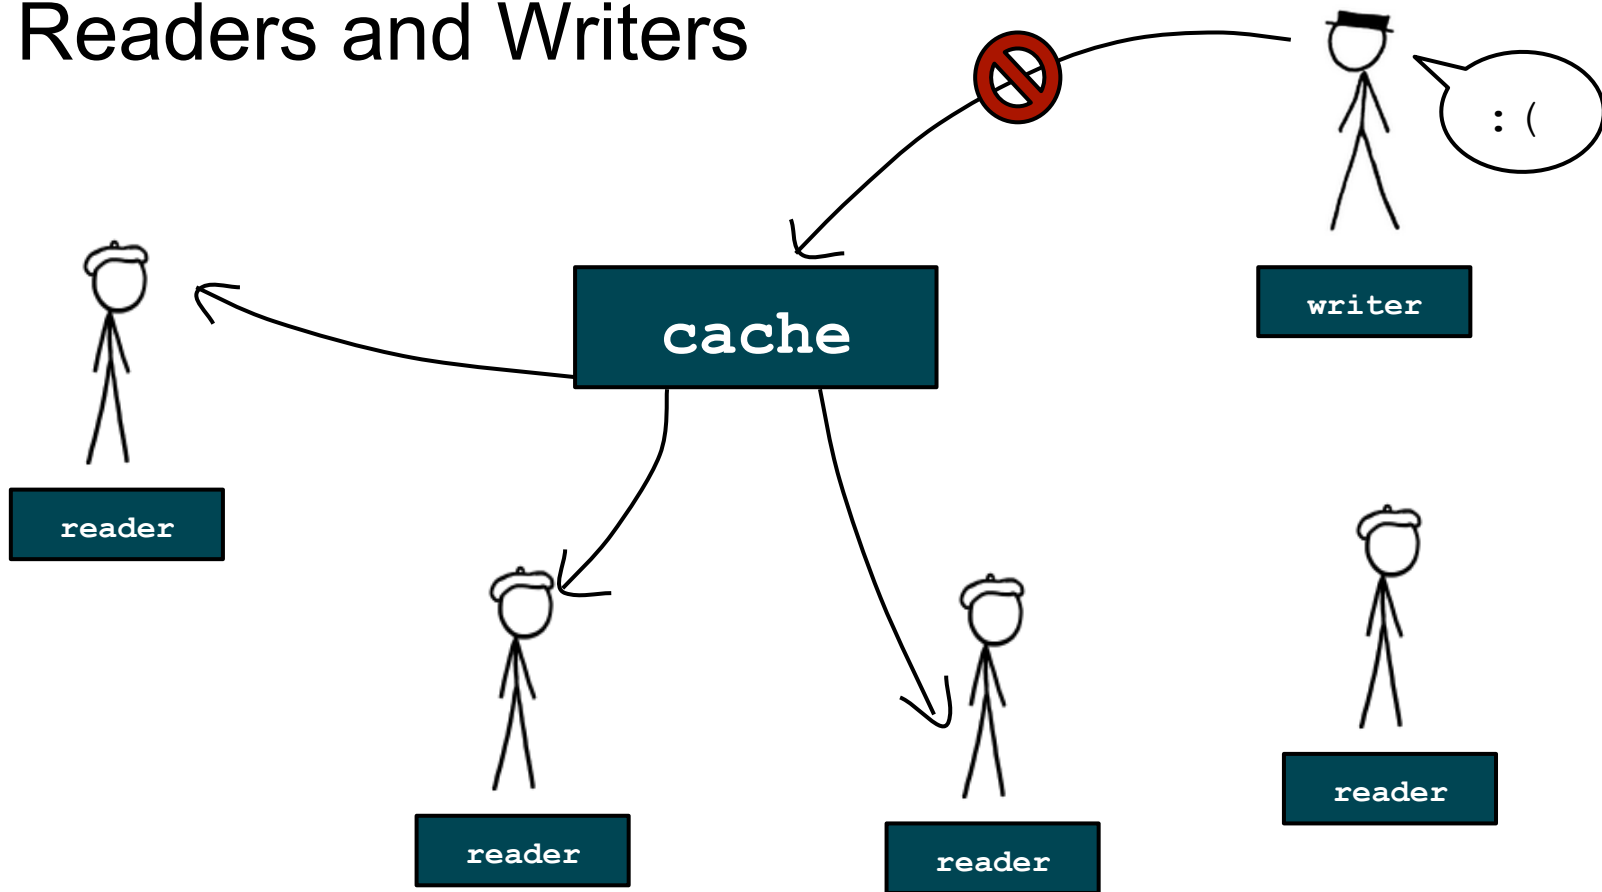 Readers and Writers
: (
writer
cache
reader
reader
reader
reader